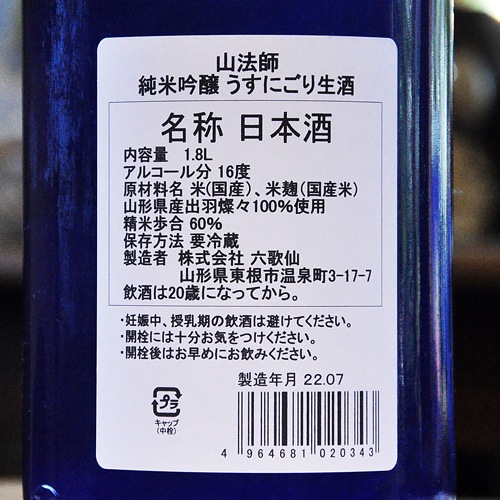 山法師
純米吟醸 うすにごり生酒
名称 日本酒
内容量 1.8L
アルコール分 16度
原材料名 米(国産)、米麹(国産米)
山形県産出羽燦々100%使用
精米歩合 60%
保存方法 要冷蔵
製造者 株式会社 六歌仙
山形県東根市温泉町3-17-7
飲酒は20歳になってから。
・妊娠中、授乳期の飲酒は避けてください。
・開栓には十分お気をつけください。
・開栓後はお早めにお飲みください。
製造年月 22.07
プラ
キャップ
(中栓)
4 964681 020343